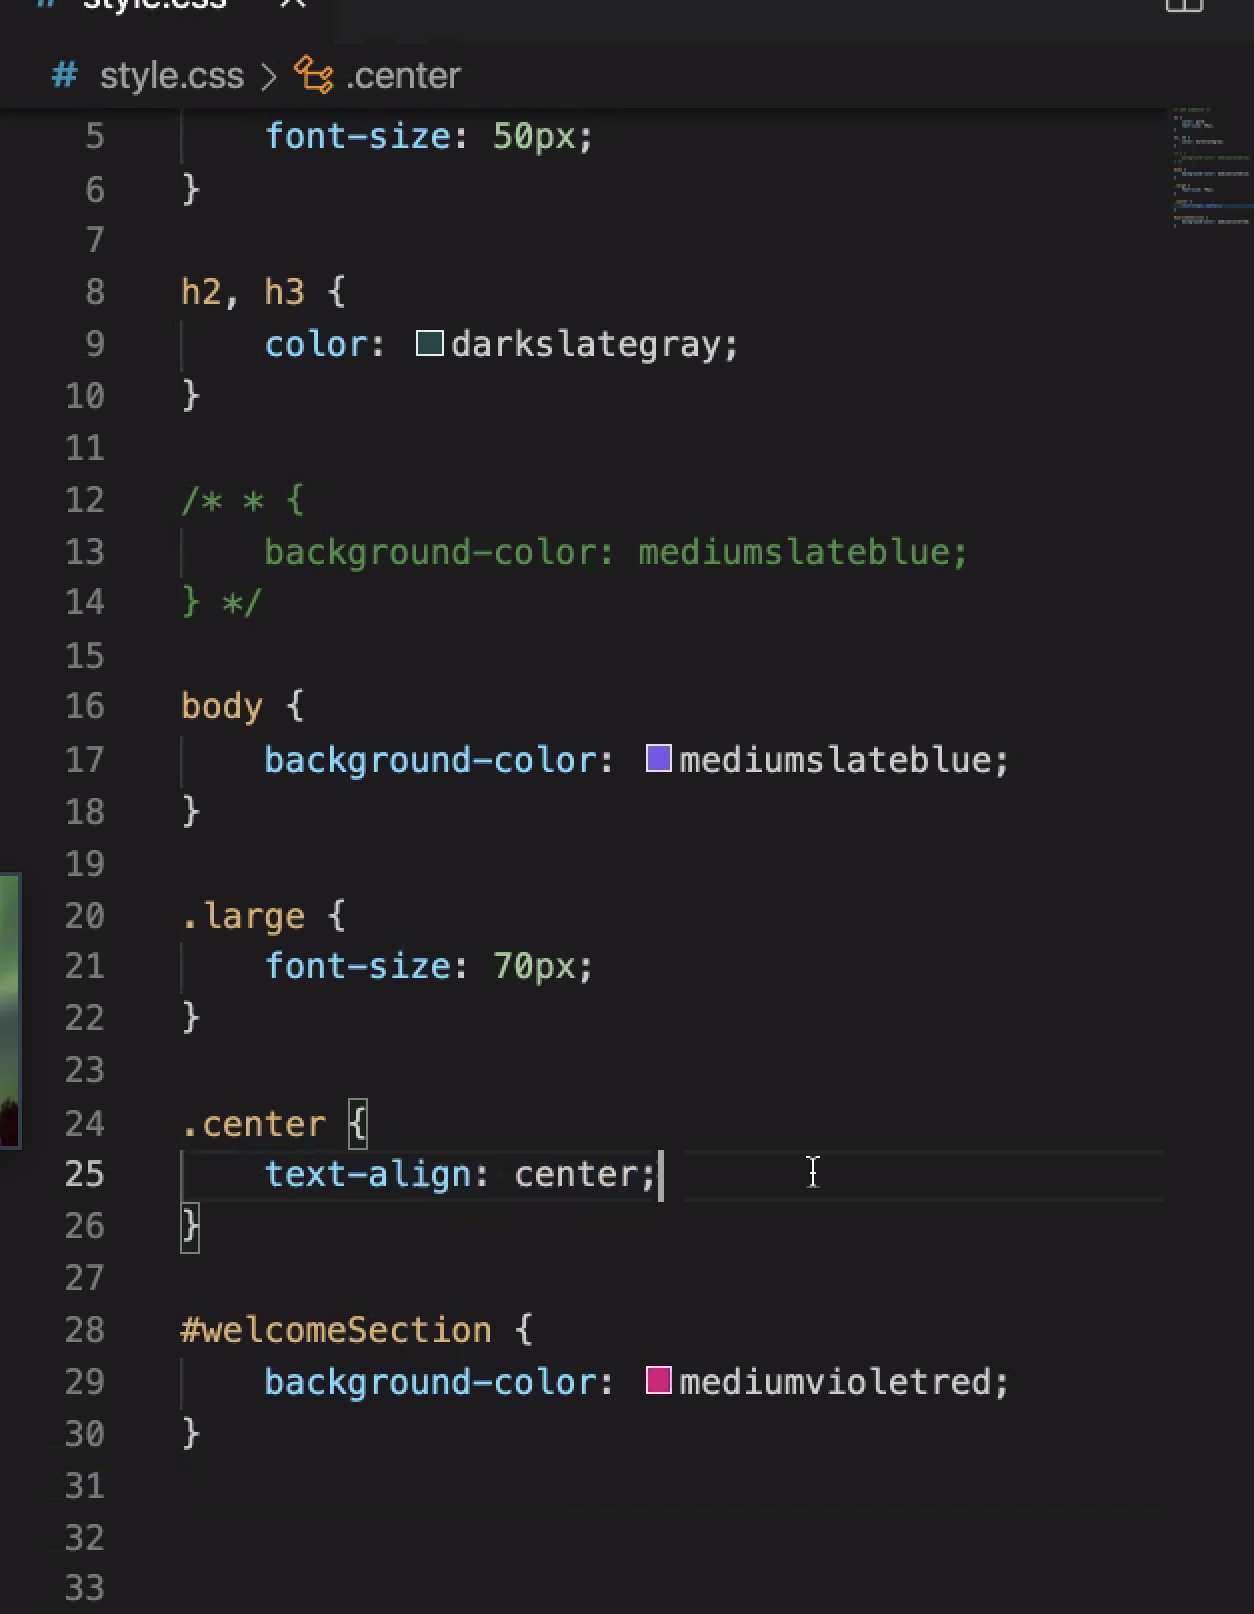 # style.css ×
# style.css > .center
5 font-size: 50px;
6 }
7
8 h2, h3 {
9 color: darkslategray;
10 }
11
12 /* * {
13 background-color: mediumslateblue;
14 } */
15
16 body {
17 background-color: mediumslateblue;
18 }
19
20 .large {
21 font-size: 70px;
22 }
23
24 .center {
25 text-align: center;
26 }
27
28 #welcomeSection {
29 background-color: mediumvioletred;
30 }
31
32
33